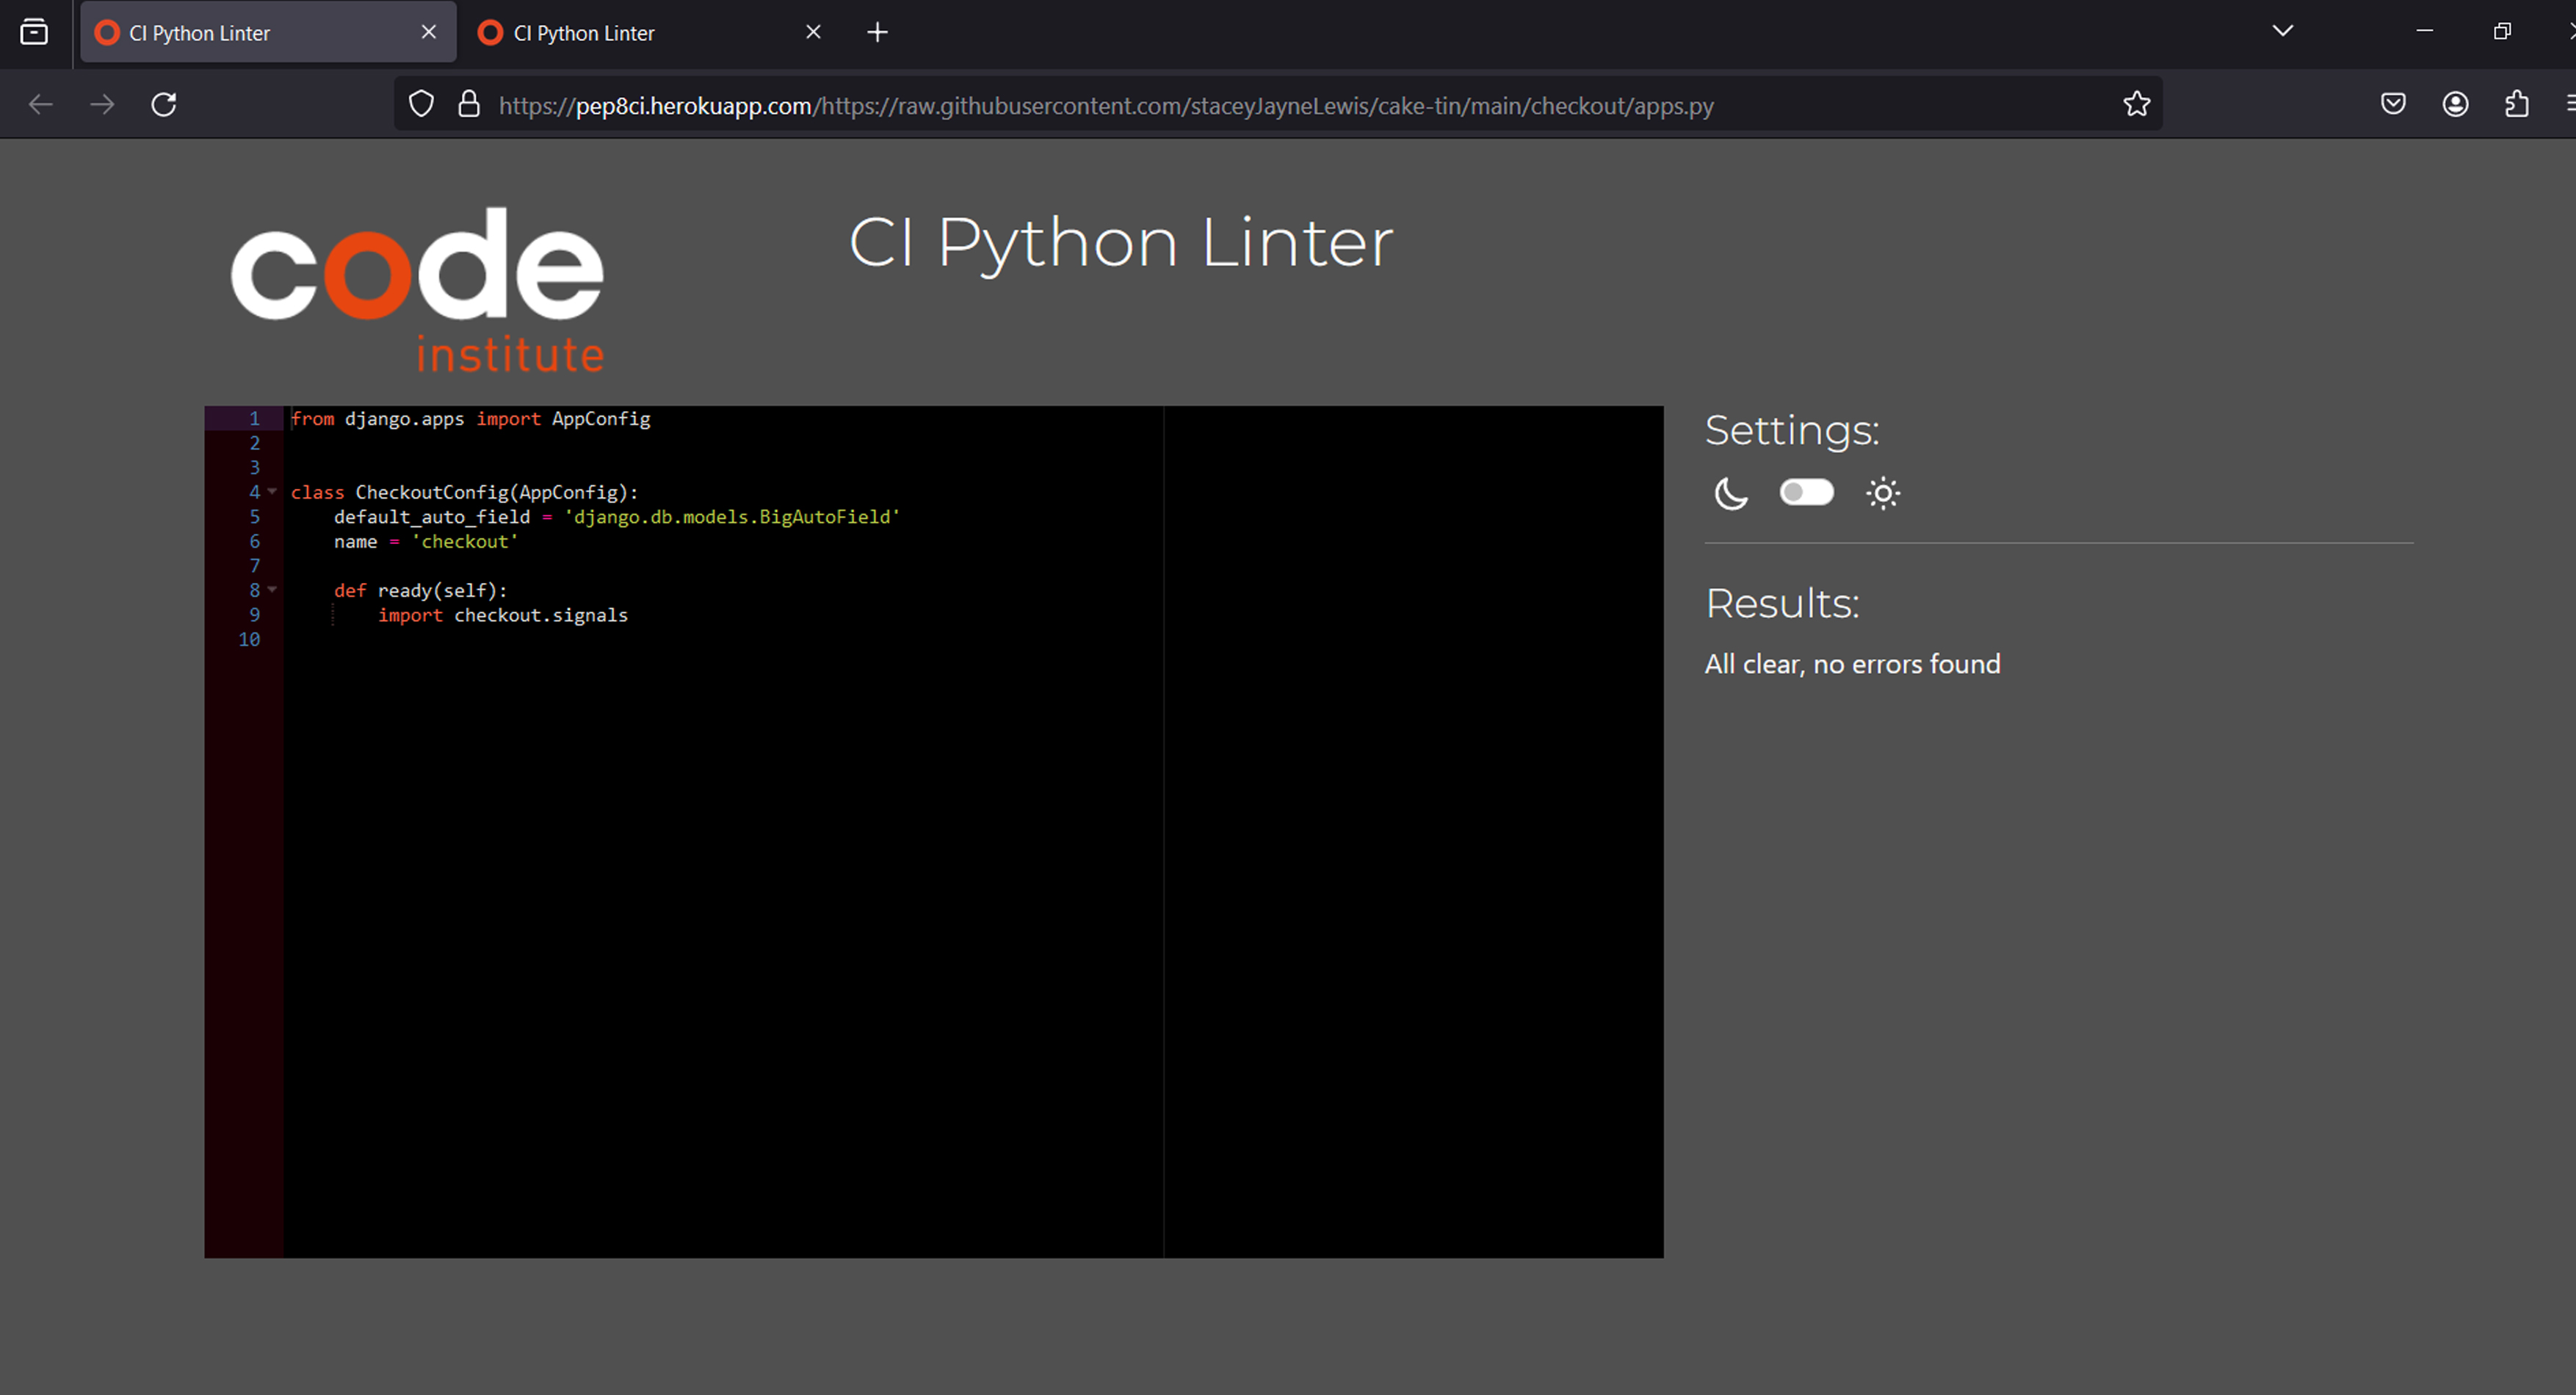 CI Python Linter
CI Python Linter
https://pep8ci.herokuapp.com/https://raw.githubusercontent.com/staceyJayneLewis/cake-tin/main/checkout/apps.py
code
institute
CI Python Linter
1 from django.apps import AppConfig
2
3
4 class CheckoutConfig(AppConfig):
5     default_auto_field = 'django.db.models.BigAutoField'
6     name = 'checkout'
7
8     def ready(self):
9         import checkout.signals
10
Settings:
Results:
All clear, no errors found